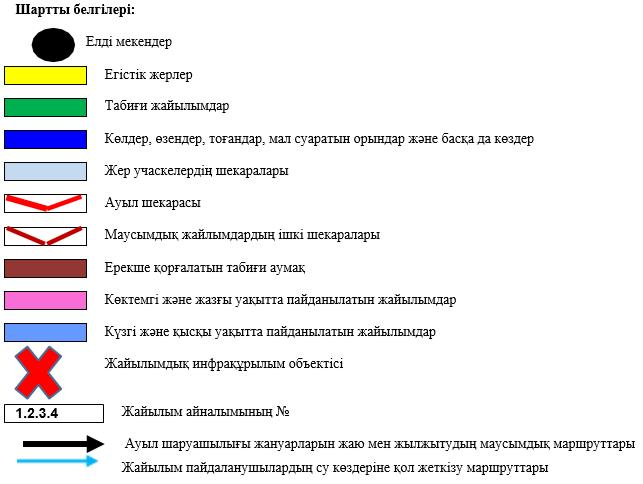 Шартты белгілері:
Елді мекендер
Егістік жерлер
Табиғи жайылымдар
Көлдер, өзендер, тоғандар, мал суаратын орындар және басқа да көздер
Жер учаскелердің шекаралары
Ауыл шекарасы
Маусымдық жайлымдардың ішкі шекаралары
Ерекше қорғалатын табиғи аумақ
Көктемгі және жазғы уақытта пайданылатын жайылымдар
Күзгі және қысқы уақытта пайданылатын жайылымдар
Жайылымдық инфрақұрылым объектісі
1.2.3.4 Жайылым айналымының №
Ауыл шаруашылығы жануарларын жаю мен жылжытудың маусымдық маршруттары
Жайылым пайдаланушылардың су көздеріне қол жеткізу маршруттары